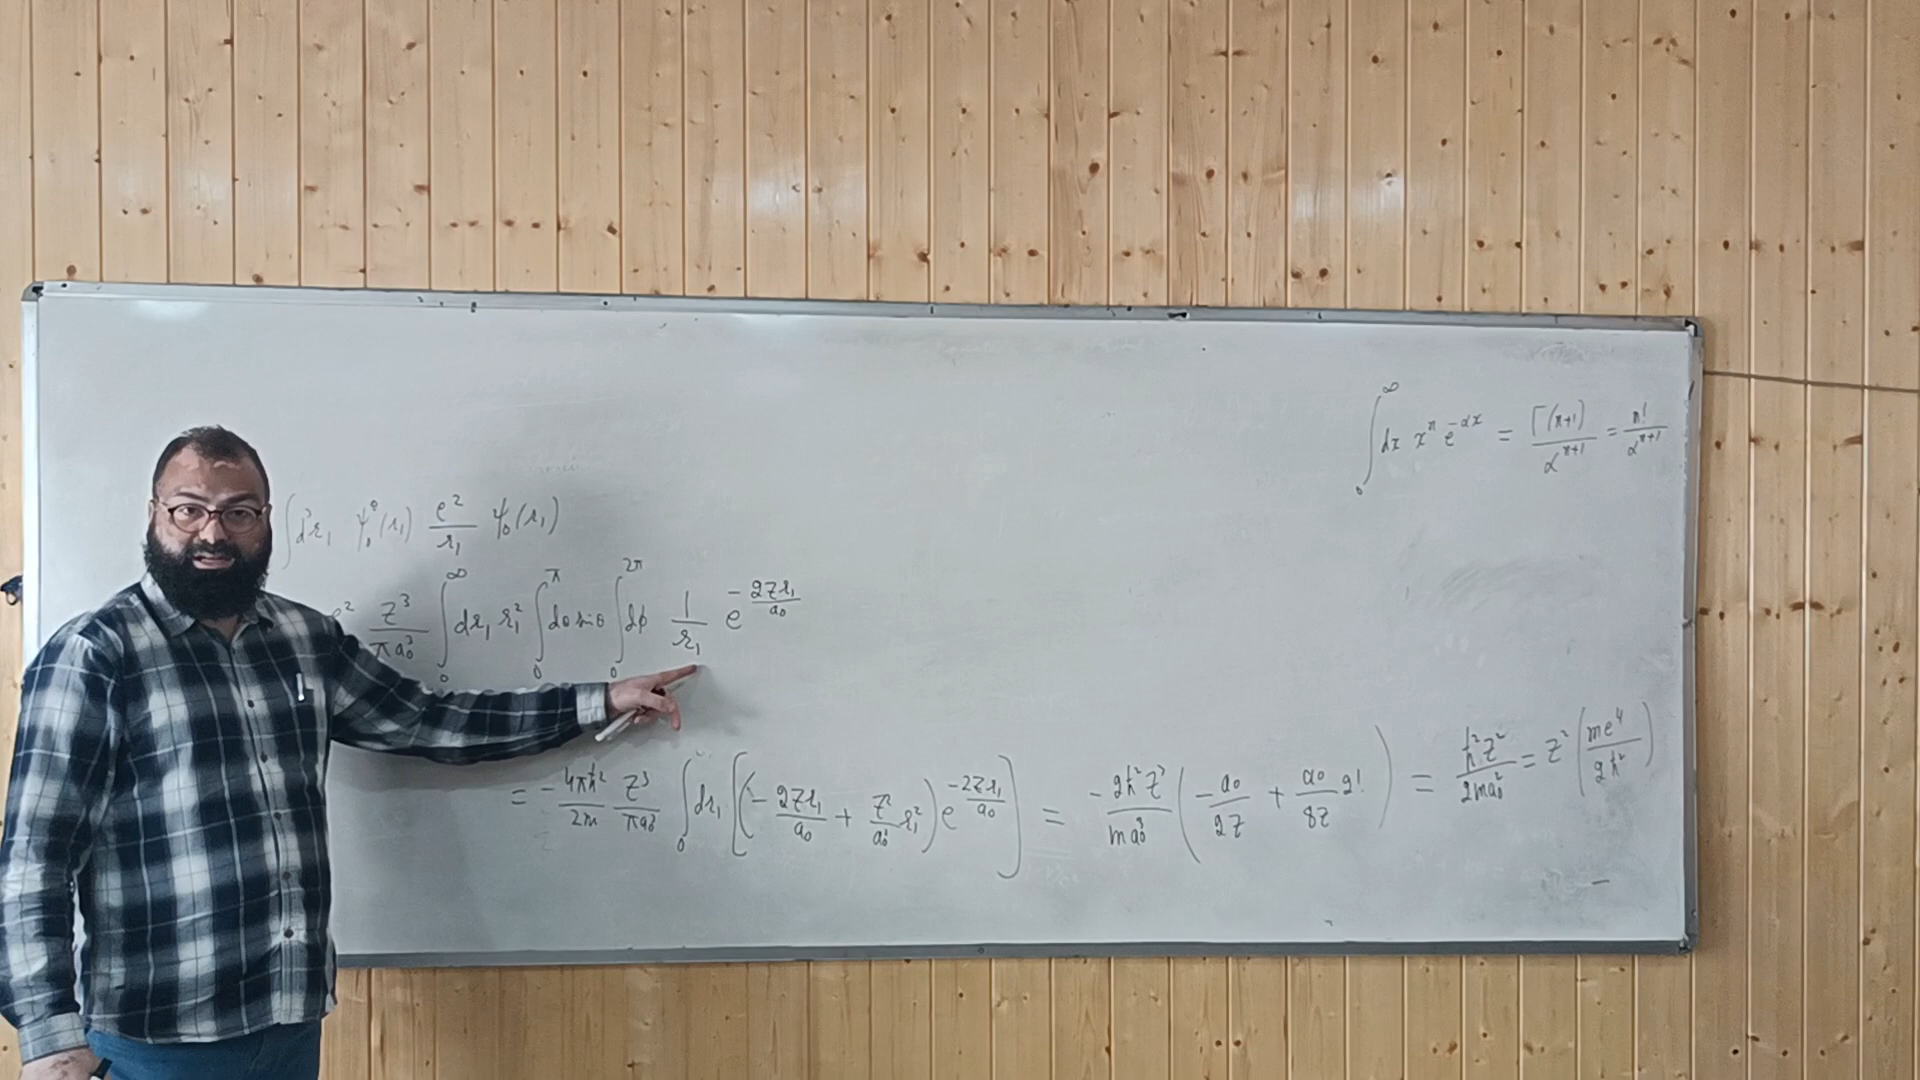 ∫₀^∞ dx xⁿ e^{-αx} = Γ(n+1)/α^{n+1} = n!/α^{n+1}
∫d³r₁ ψ₀*(r₁) e²/r₁ ψ₀(r₁)
e² Z³/πa₀³ ∫₀^∞ dr₁ r₁² ∫₀^π dθ sinθ ∫₀^{2π} dϕ 1/r₁ e^{-2Zr₁/a₀}
= -4πħ²/2m Z³/πa₀³ ∫₀^∞ dr₁ [(-2Zr₁/a₀ + Z²/a₀² r₁²) e^{-2Zr₁/a₀}] = -2ħ²Z³/ma₀³ (-a₀/2Z + a₀/8Z 2!) = ħ²Z²/2ma₀² = Z² (me⁴/2ħ²)